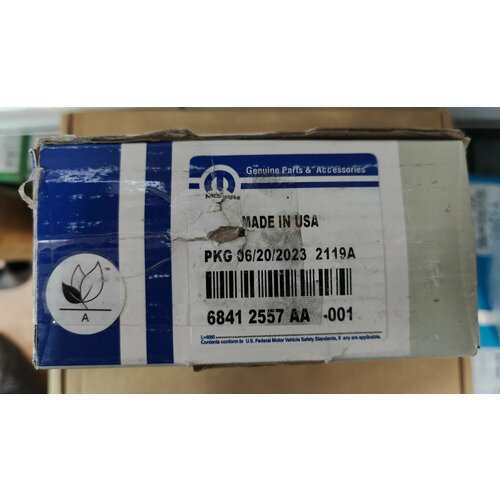 Genuine Parts & Accessories
MOPAR®
MADE IN USA
PKG 06/20/2023 2119A
6841 2557 AA -001
Contents conform to U.S. Federal Motor Vehicle Safety Standards, if any are applicable.
A